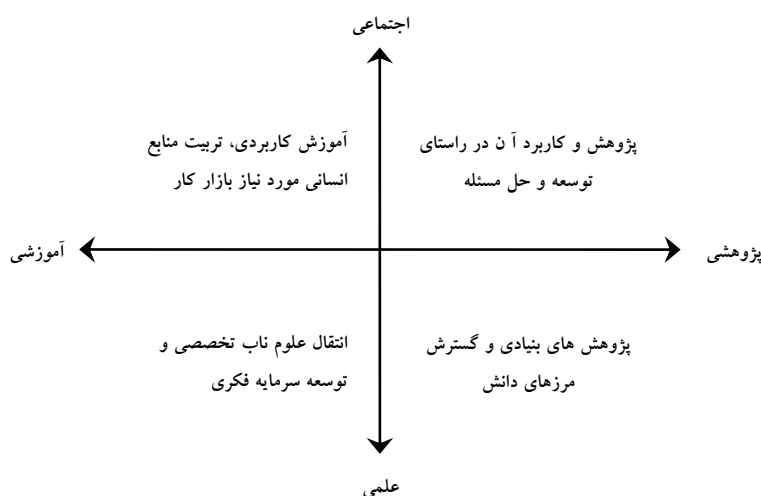 اجتماعی
پژوهش و کاربرد آ ن در راستای
توسعه و حل مسئله
آموزش کاربردی، تربیت منابع
انسانی مورد نیاز بازار کار
پژوهشی
آموزشی
پژوهش های بنیادی و گسترش
مرزهای دانش
انتقال علوم ناب تخصصی و
توسعه سرمایه فکری
علمی